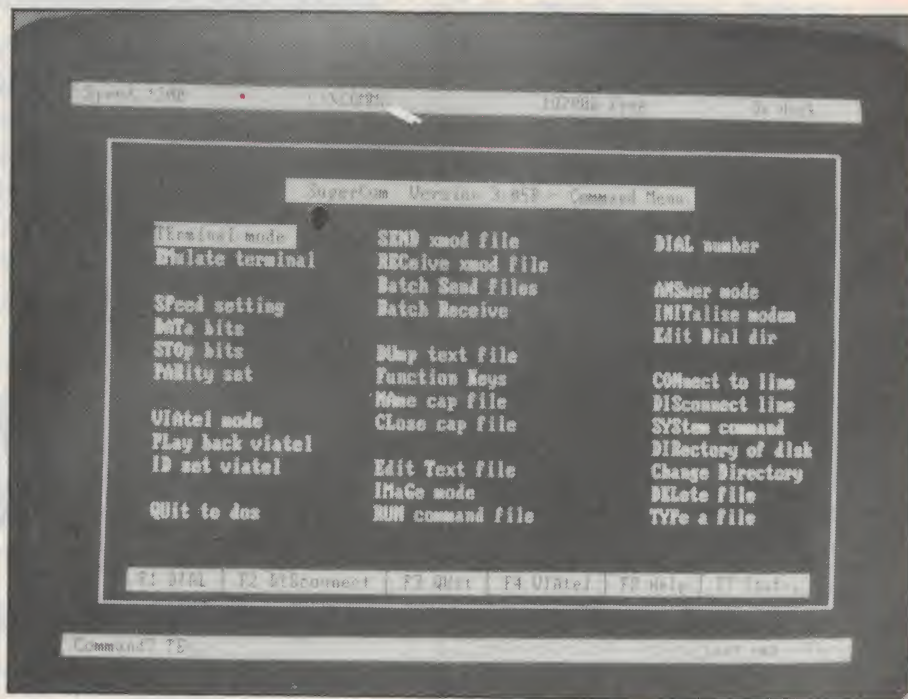 Speed 1200 C:\COMM
SugerCom Version 3.05B - Command Menu
TErminal mode
EMulate terminal
SPeed setting
DATa bits
STOp bits
PARity set
VIAtel mode
PLay back viatel
ID set viatel
QUit to dos
SEND xmod file
RECeive xmod file
Batch Send files
Batch Receive
DUmp text file
Function Keys
NAme cap file
CLose cap file
Edit Text file
IMaGe mode
RUN command file
DIAL number
ANSwer mode
INITalise modem
Edit Dial dir
CONnect to line
DISconnect line
SYStem command
DIRectory of disk
Change Directory
DELete file
TYPe a file
F1 DIAL F2 DISconnect F3 QUit F4 VIAtel Help
Command? TE